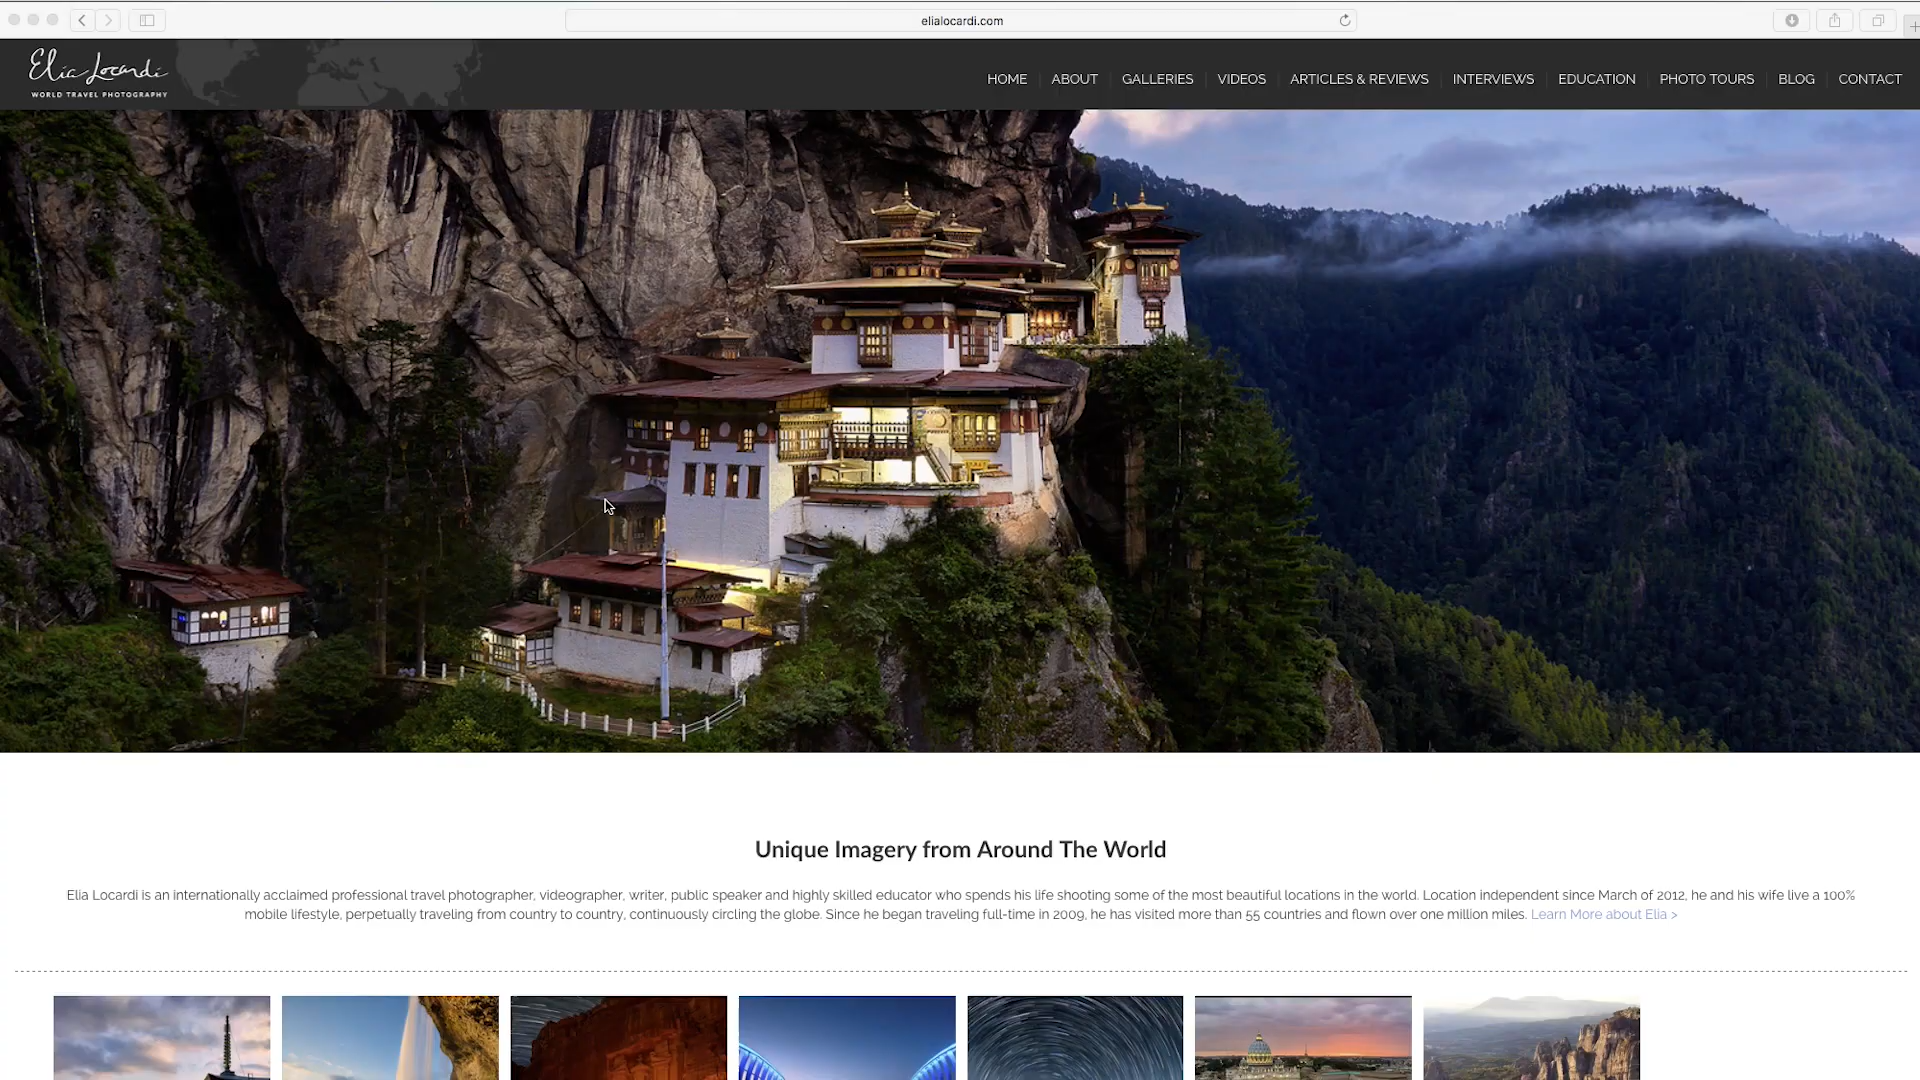 elialocardi.com
Elia Locardi
WORLD TRAVEL PHOTOGRAPHY
HOME ABOUT GALLERIES VIDEOS ARTICLES & REVIEWS INTERVIEWS EDUCATION PHOTO TOURS BLOG CONTACT
Unique Imagery from Around The World
Elia Locardi is an internationally acclaimed professional travel photographer, videographer, writer, public speaker and highly skilled educator who spends his life shooting some of the most beautiful locations in the world. Location independent since March of 2012, he and his wife live a 100%
mobile lifestyle, perpetually traveling from country to country, continuously circling the globe. Since he began traveling full-time in 2009, he has visited more than 55 countries and flown over one million miles. Learn More about Elia >